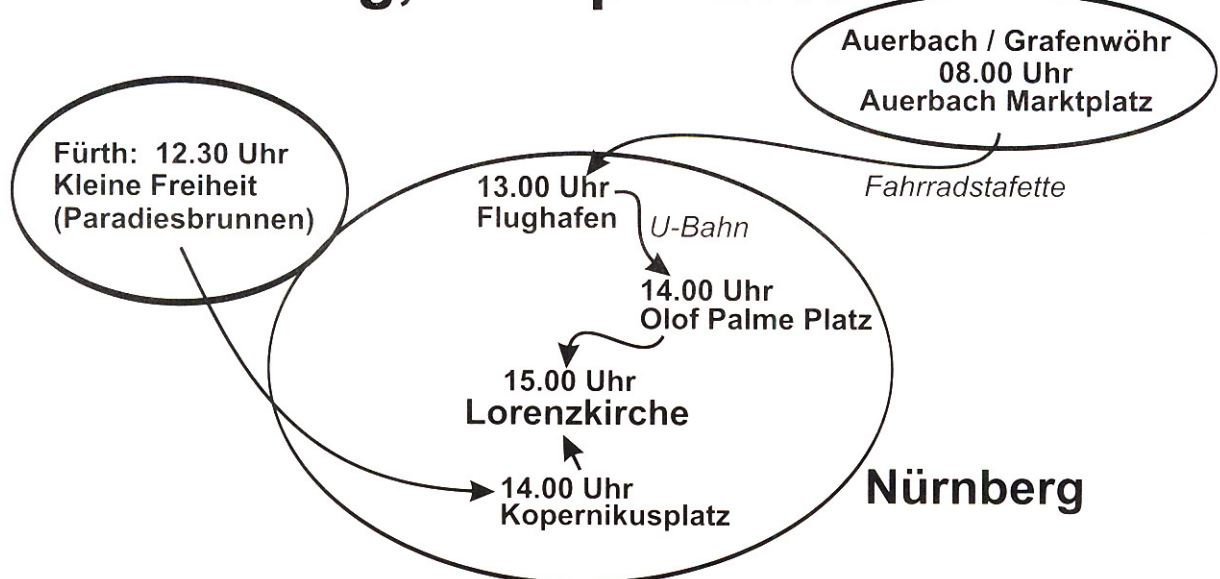 Auerbach / Grafenwöhr
08.00 Uhr
Auerbach Marktplatz
Fahrradstafette
Fürth: 12.30 Uhr
Kleine Freiheit
(Paradiesbrunnen)
13.00 Uhr
Flughafen
U-Bahn
14.00 Uhr
Olof Palme Platz
15.00 Uhr
Lorenzkirche
14.00 Uhr
Kopernikusplatz
Nürnberg